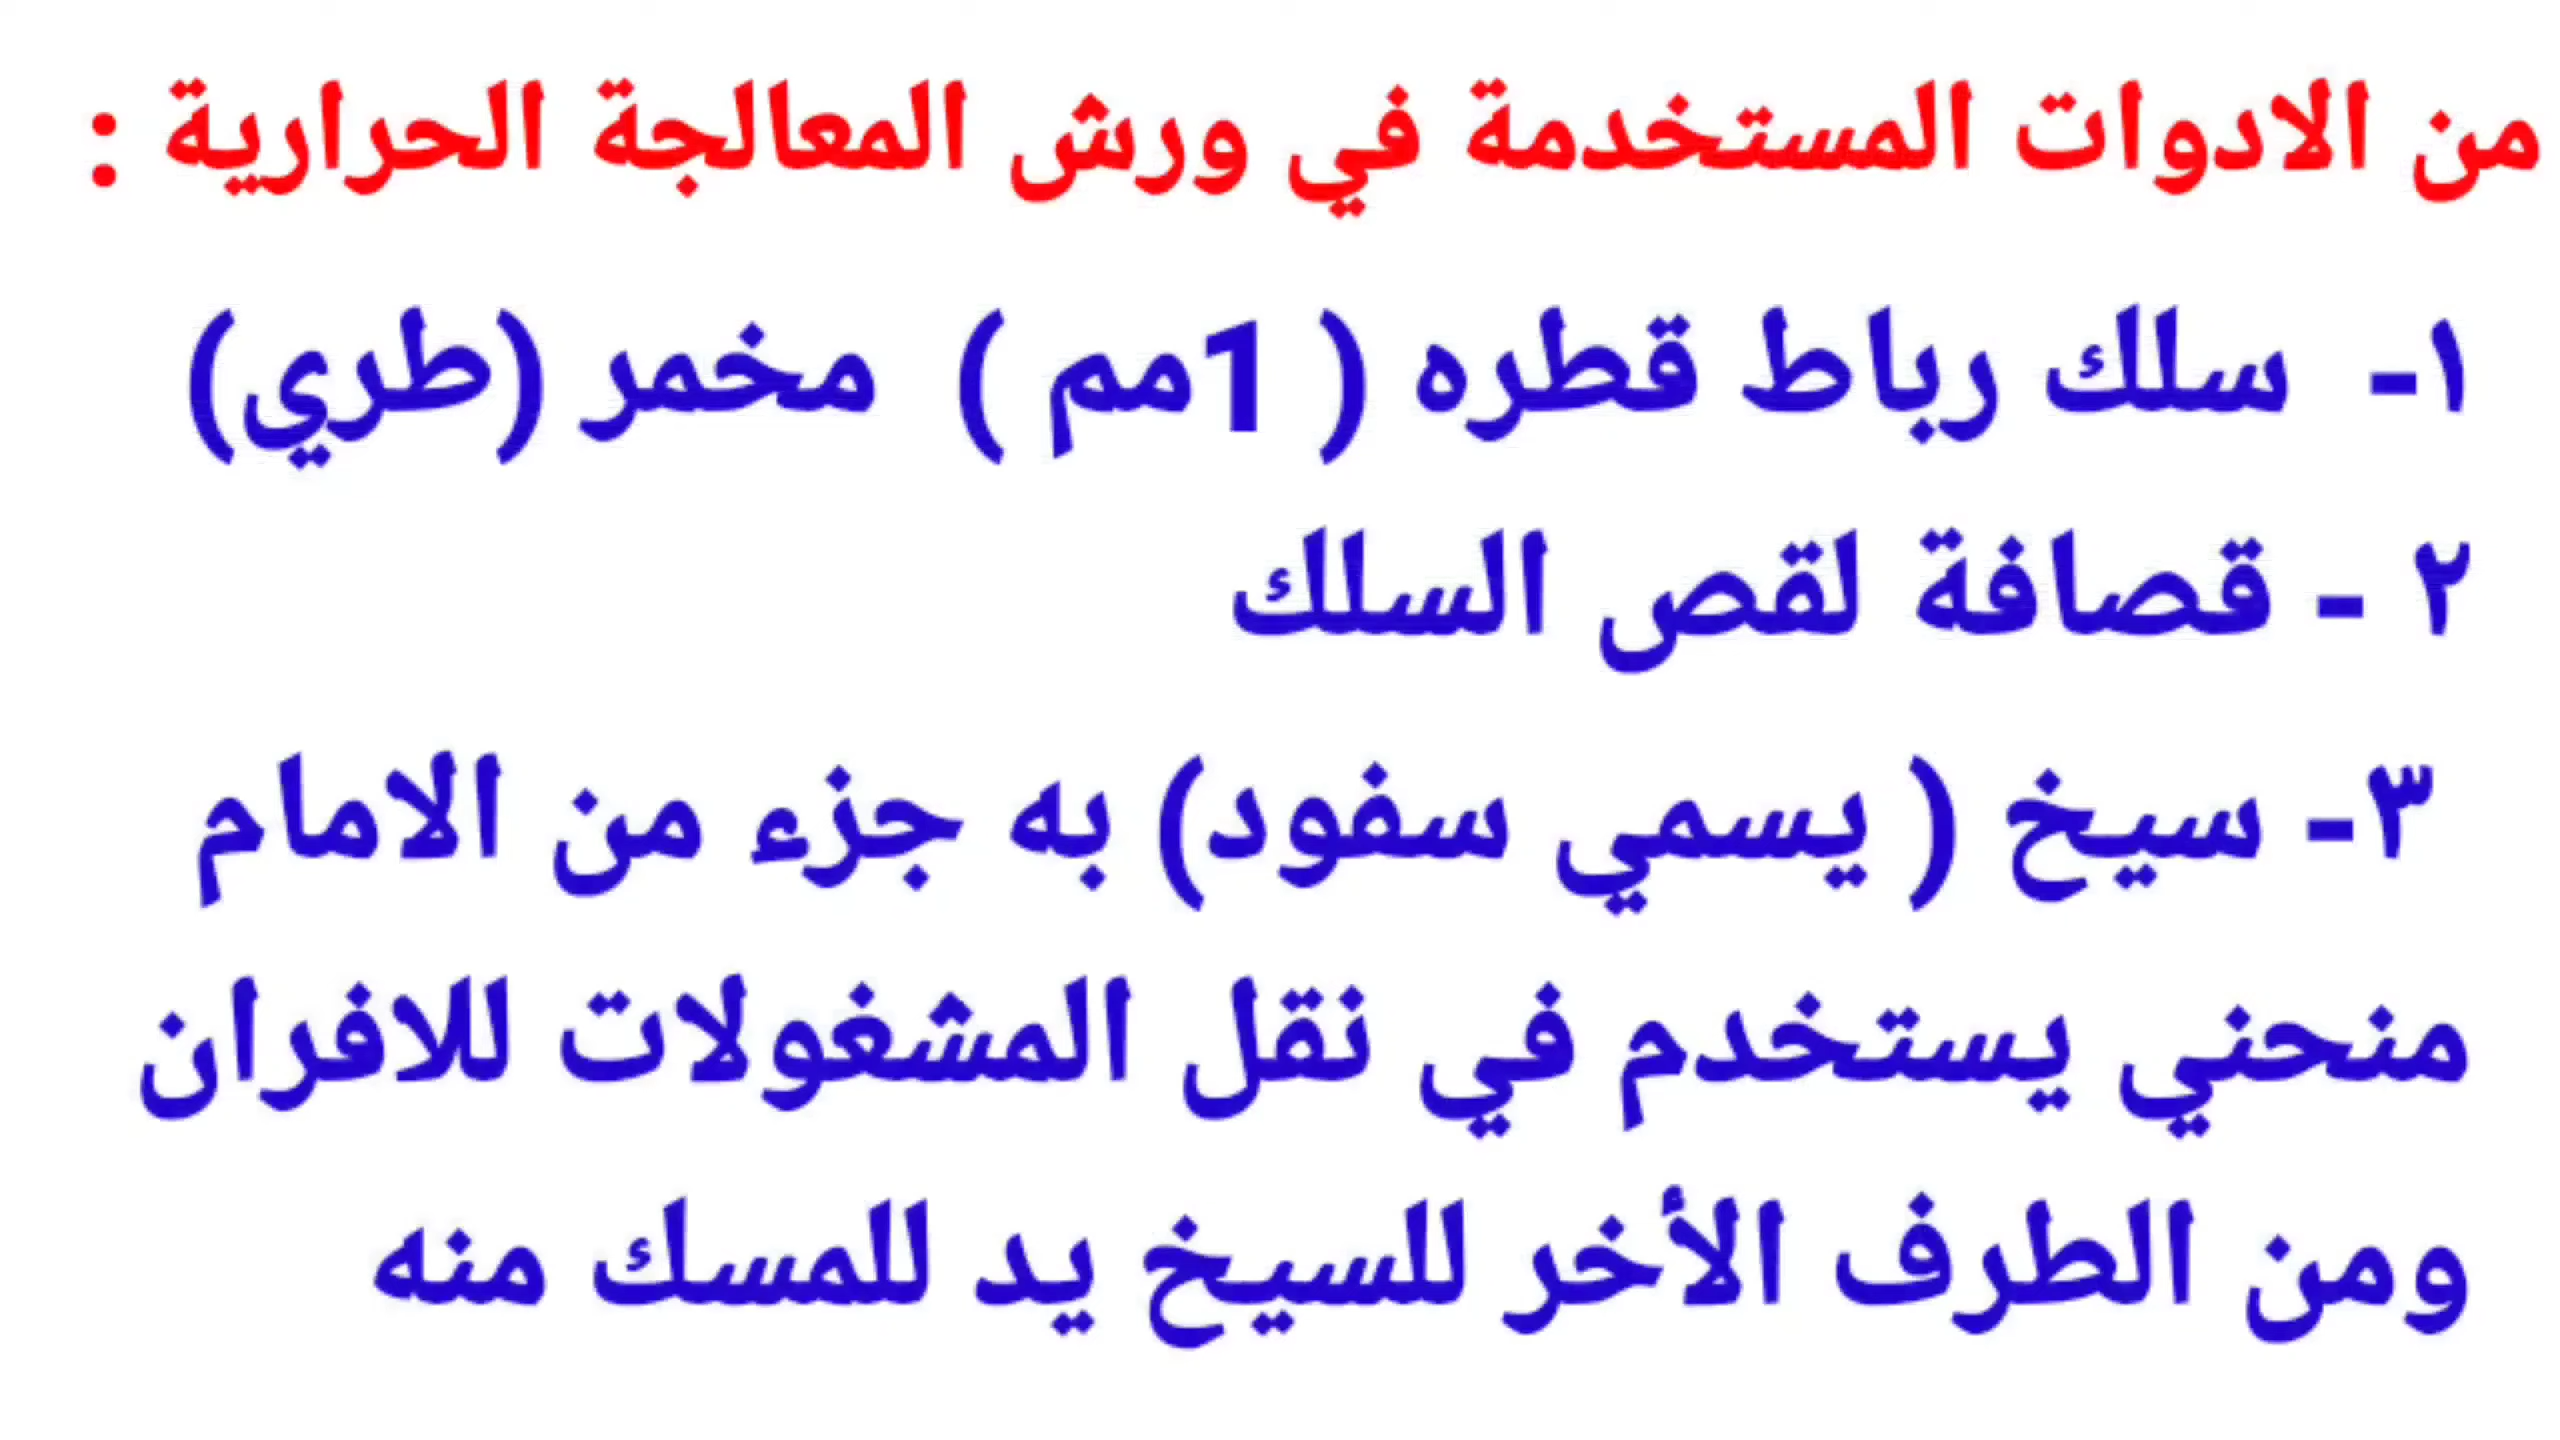 من الادوات المستخدمة في ورش المعالجة الحرارية :
١- سلك رباط قطره ( 1مم ) مخمر (طري)
٢ - قصافة لقص السلك
٣- سيخ ( يسمي سفود) به جزء من الامام
منحني يستخدم في نقل المشغولات للافران
ومن الطرف الأخر للسيخ يد للمسك منه